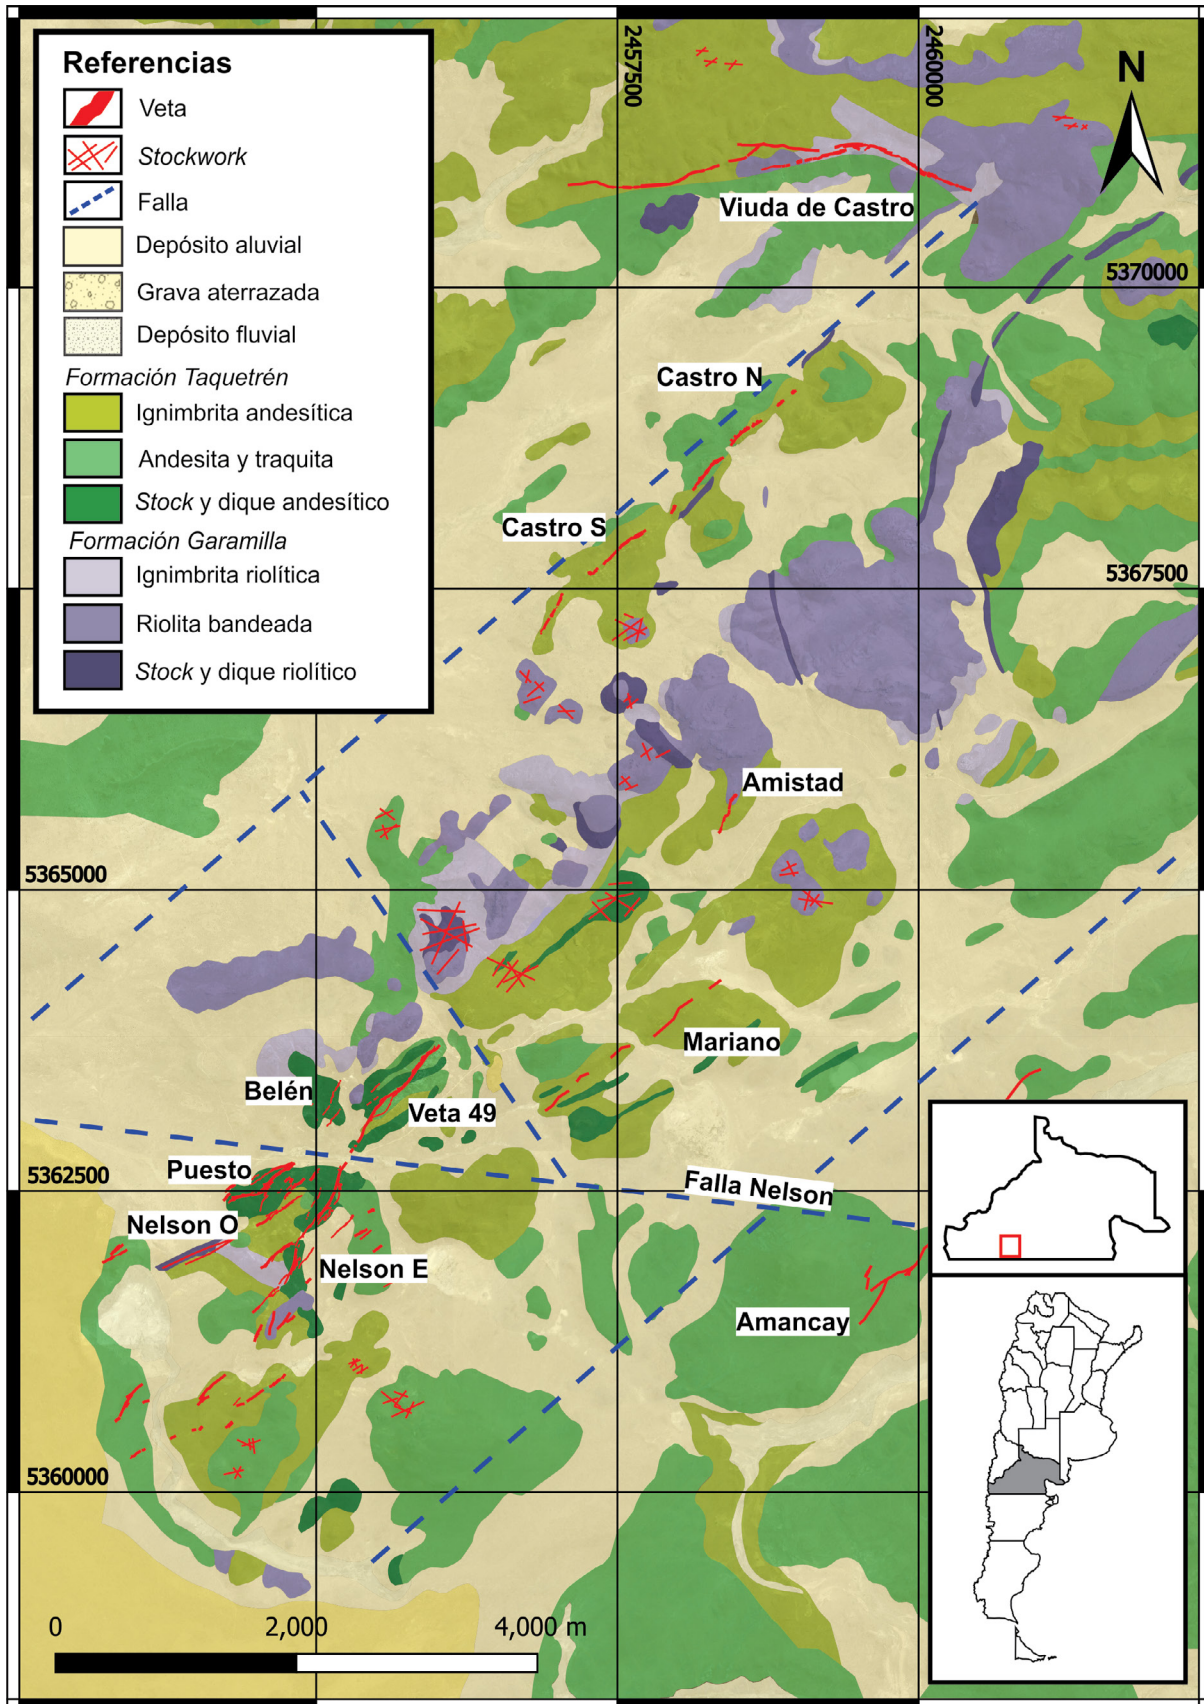 Referencias
Veta
Stockwork
Falla
Depósito aluvial
Grava aterrazada
Depósito fluvial
Formación Taquetrén
Ignimbrita andesítica
Andesita y traquita
Stock y dique andesítico
Formación Garamilla
Ignimbrita riolítica
Riolita bandeada
Stock y dique riolítico
2457500
2460000
N
Viuda de Castro
5370000
Castro N
Castro S
5367500
Amistad
5365000
Mariano
Belén
Veta 49
Puesto
5362500
Falla Nelson
Nelson O
Nelson E
Amancay
5360000
0 2,000 4,000 m